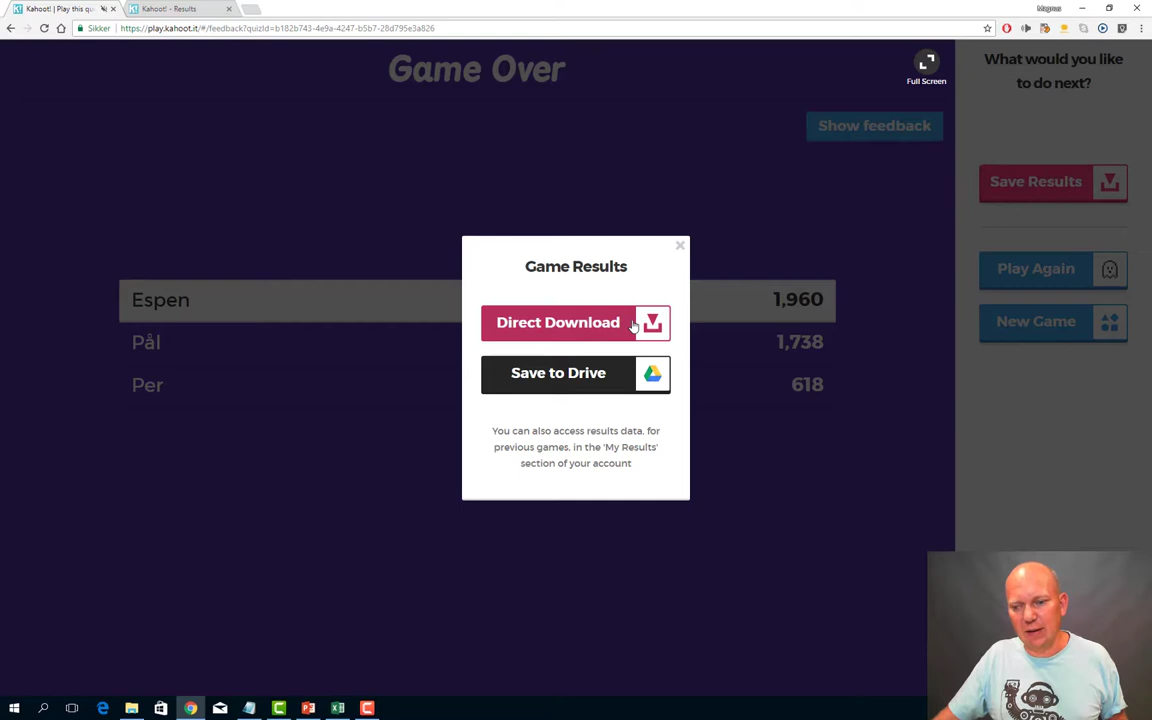 Kahoot! | Play this qu
Kahoot! - Results
Magnus
Sikker
https://play.kahoot.it/#/feedback?quizId=b182b743-4e9a-4247-b5b7-28d795e3a826
Game Over
Full Screen
What would you like
to do next?
Show feedback
Save Results
Play Again
New Game
Game Results
Direct Download
Save to Drive
You can also access results data, for
previous games, in the 'My Results'
section of your account
Espen 1,960
Pål 1,738
Per 618